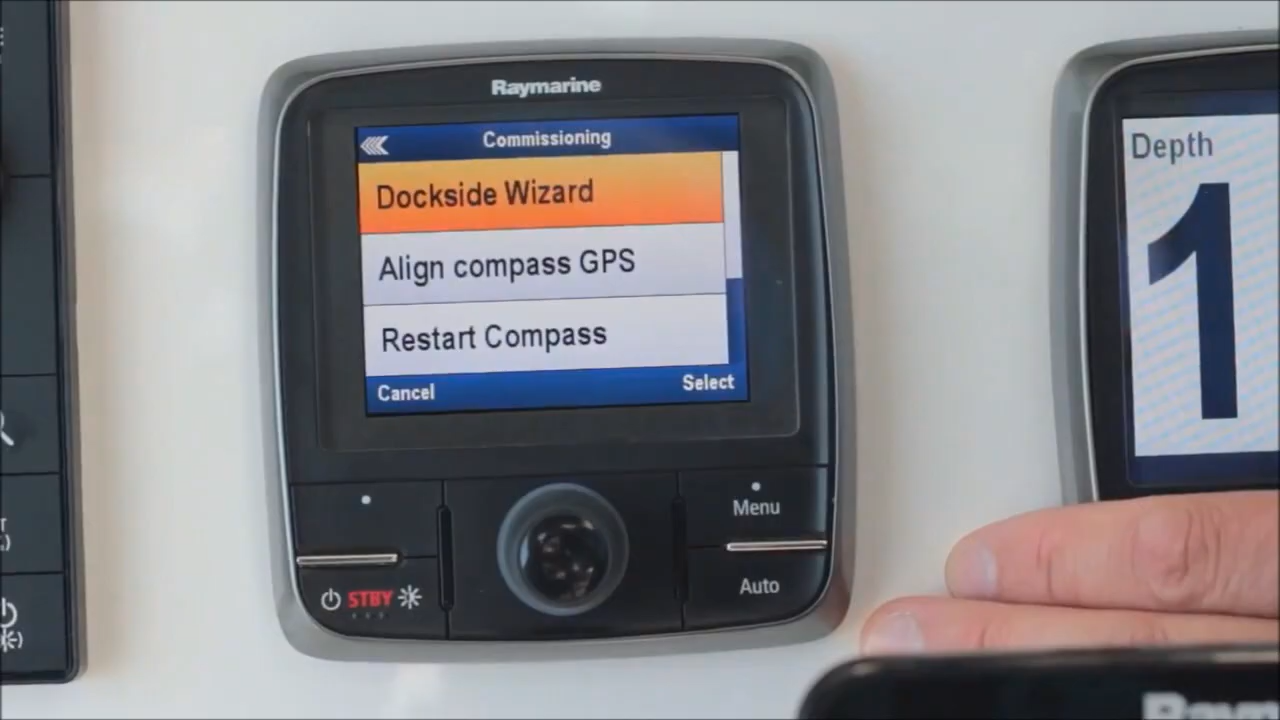 Raymarine
Commissioning
Dockside Wizard
Align compass GPS
Restart Compass
Cancel
Select
Menu
STBY
Auto
Depth
1